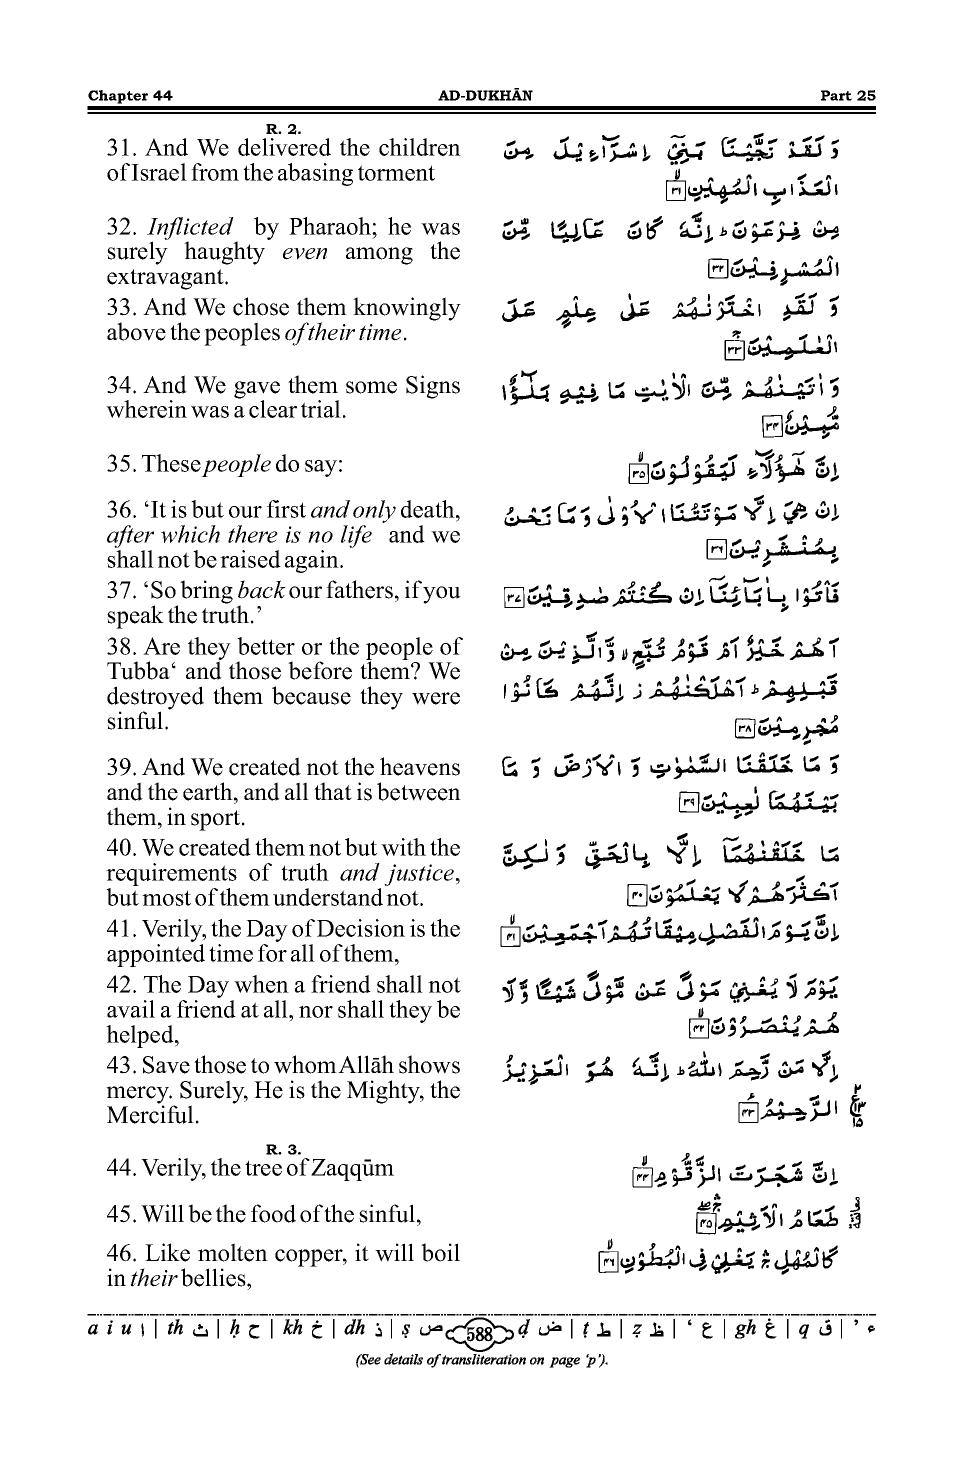 Chapter 44 AD-DUKHĀN Part 25
R. 2.
31. And We delivered the children
of Israel from the abasing torment
وَ لَقَدْ نَجَّيْنَا بَنِيْۤ اِسْرَآءِيْلَ مِنَ
الْعَذَابِ الْمُهِيْنِۙ ۳۱
32. Inflicted by Pharaoh; he was
surely haughty even among the
extravagant.
مِنْ فِرْعَوْنَ ؕ اِنَّهٗ كَانَ عَالِيًا مِّنَ
الْمُسْرِفِيْنَ ۳۲
33. And We chose them knowingly
above the peoples of their time.
وَ لَقَدِ اخْتَرْنٰهُمْ عَلٰى عِلْمٍ عَلَى
الْعٰلَمِيْنَۚ ۳۳
34. And We gave them some Signs
wherein was a clear trial.
وَ اٰتَيْنٰهُمْ مِّنَ الْاٰيٰتِ مَا فِيْهِ بَلٰٓؤٌا
مُّبِيْنٌ ۳۴
35. These people do say:
اِنَّ هٰۤؤُلَآءِ لَيَقُوْلُوْنَۙ ۳۵
36. ‘It is but our first and only death,
after which there is no life and we
shall not be raised again.
اِنْ هِيَ اِلَّا مَوْتَتُنَا الْاُوْلٰى وَ مَا نَحْنُ
بِمُنْشَرِيْنَ ۳۶
37. ‘So bring back our fathers, if you
speak the truth.’
فَاْتُوْا بِاٰبَآئِنَاۤ اِنْ كُنْتُمْ صٰدِقِيْنَ ۳۷
38. Are they better or the people of
Tubba‘ and those before them? We
destroyed them because they were
sinful.
اَهُمْ خَيْرٌ اَمْ قَوْمُ تُبَّعٍ ۙ وَّ الَّذِيْنَ مِنْ
قَبْلِهِمْ ؕ اَهْلَكْنٰهُمْ ز اِنَّهُمْ كَانُوْا
مُجْرِمِيْنَ ۳۸
39. And We created not the heavens
and the earth, and all that is between
them, in sport.
وَ مَا خَلَقْنَا السَّمٰوٰتِ وَ الْاَرْضَ وَ مَا
بَيْنَهُمَا لٰعِبِيْنَ ۳۹
40. We created them not but with the
requirements of truth and justice,
but most of them understand not.
مَا خَلَقْنٰهُمَاۤ اِلَّا بِالْحَقِّ وَ لٰكِنَّ
اَكْثَرَهُمْ لَا يَعْلَمُوْنَ ۴۰
41. Verily, the Day of Decision is the
appointed time for all of them,
اِنَّ يَوْمَ الْفَصْلِ مِيْقَاتُهُمْ اَجْمَعِيْنَۙ ۴۱
42. The Day when a friend shall not
avail a friend at all, nor shall they be
helped,
يَوْمَ لَا يُغْنِيْ مَوْلًى عَنْ مَّوْلًى شَيْئًا وَّ لَا
هُمْ يُنْصَرُوْنَۙ ۴۲
43. Save those to whom Allāh shows
mercy. Surely, He is the Mighty, the
Merciful.
اِلَّا مَنْ رَّحِمَ اللّٰهُ ؕ اِنَّهٗ هُوَ الْعَزِيْزُ
الرَّحِيْمُ ۴۳
R. 3.
44. Verily, the tree of Zaqqūm
اِنَّ شَجَرَتَ الزَّقُّوْمِۙ ۴۴
45. Will be the food of the sinful,
طَعَامُ الْاَثِيْمِ ۴۵
46. Like molten copper, it will boil
in their bellies,
كَالْمُهْلِ ۛ يَغْلِيْ فِي الْبُطُوْنِۙ ۴۶
a i u ا | th ث | ḥ ح | kh خ | dh ذ | ṣ ص 588 ḍ ض | ṭ ط | ẓ ظ | ‘ ع | gh غ | q ق | ’ ء
(See details of transliteration on page ‘p’).